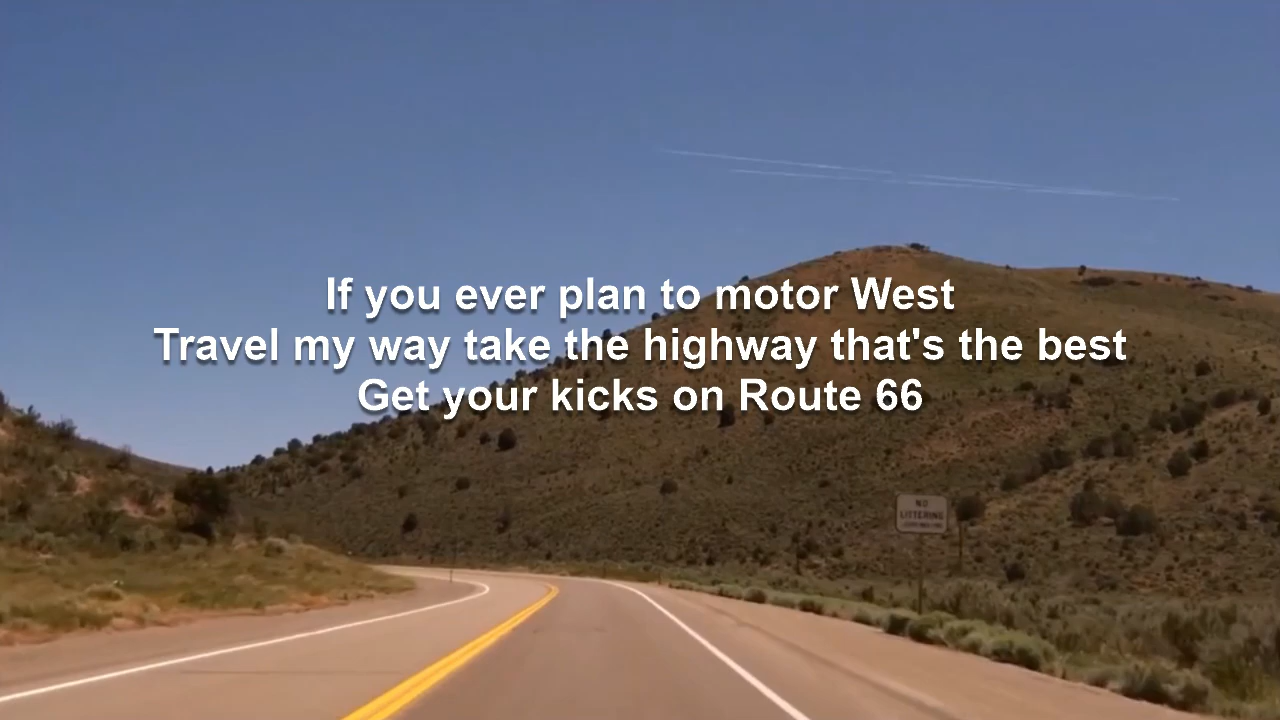 If you ever plan to motor West
Travel my way take the highway that's the best
Get your kicks on Route 66
NO
LITTERING